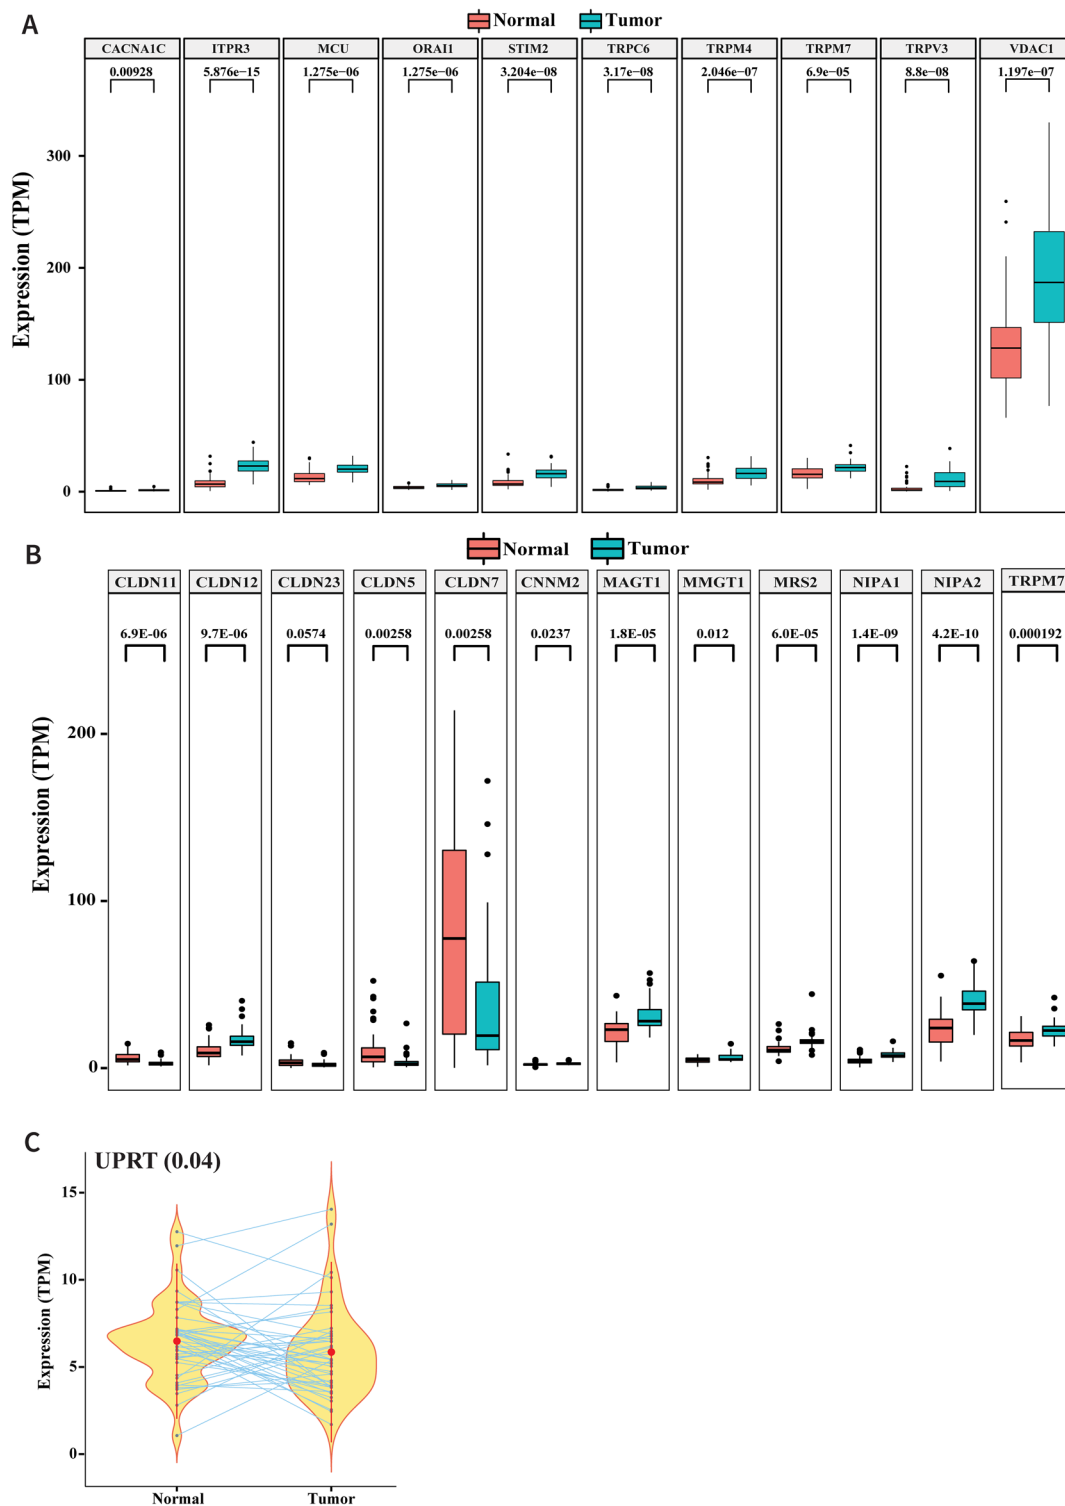 A
Normal Tumor
CACNA1C ITPR3 MCU ORAI1 STIM2 TRPC6 TRPM4 TRPM7 TRPV3 VDAC1
0.00928 5.876e−15 1.275e−06 1.275e−06 3.204e−08 3.17e−08 2.046e−07 6.9e−05 8.8e−08 1.197e−07
Expression (TPM)
300
200
100
0
B
Normal Tumor
CLDN11 CLDN12 CLDN23 CLDN5 CLDN7 CNNM2 MAGT1 MMGT1 MRS2 NIPA1 NIPA2 TRPM7
6.9E-06 9.7E-06 0.0574 0.00258 0.00258 0.0237 1.8E-05 0.012 6.0E-05 1.4E-09 4.2E-10 0.000192
Expression (TPM)
200
100
0
C
UPRT (0.04)
Expression (TPM)
15
10
5
0
Normal Tumor